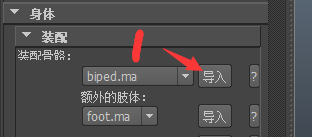 身体
装配
装配骨骼：
biped.ma 导入 ?
额外的肢体：
foot.ma 导入 ?